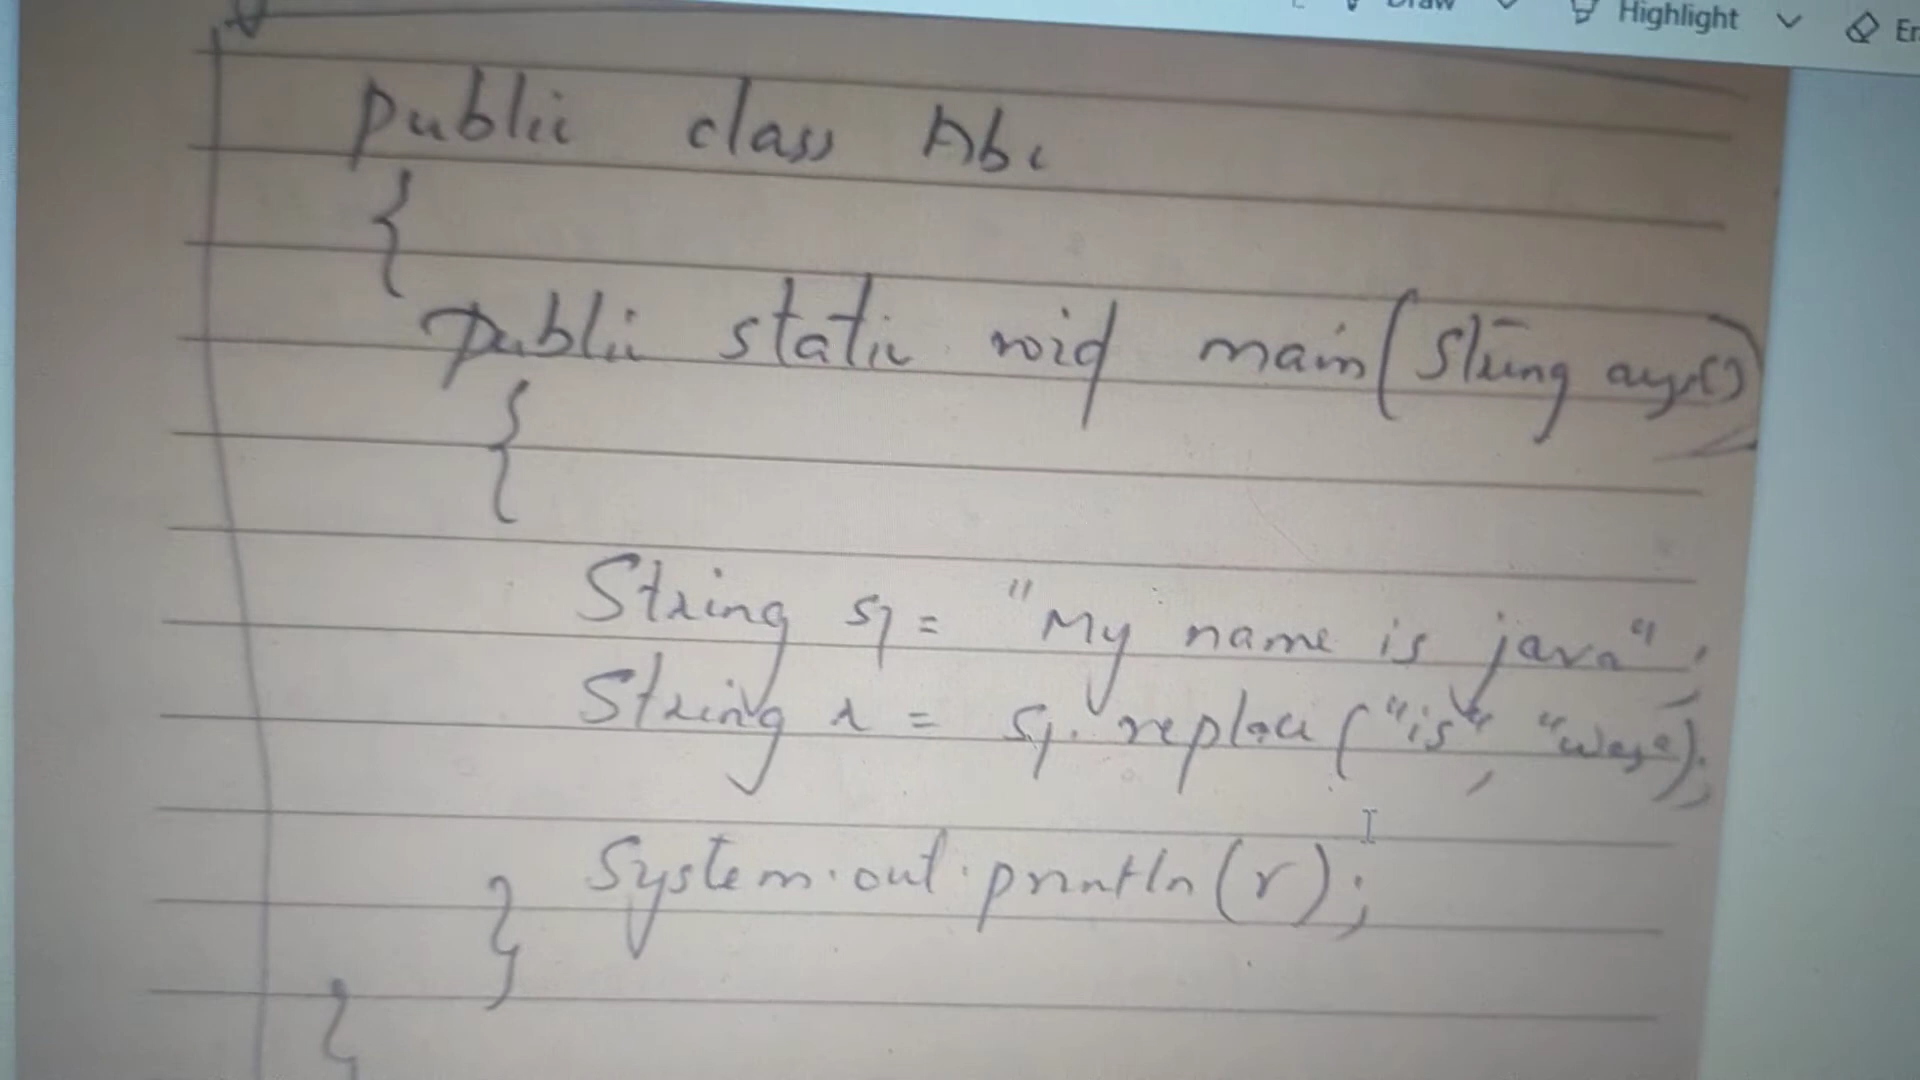 Draw Highlight
public class Abc
{
public static void main(String args[])
{
String s1 = "My name is java";
String r = s1.replace("is", "was");
System.out.println(r);
}
}